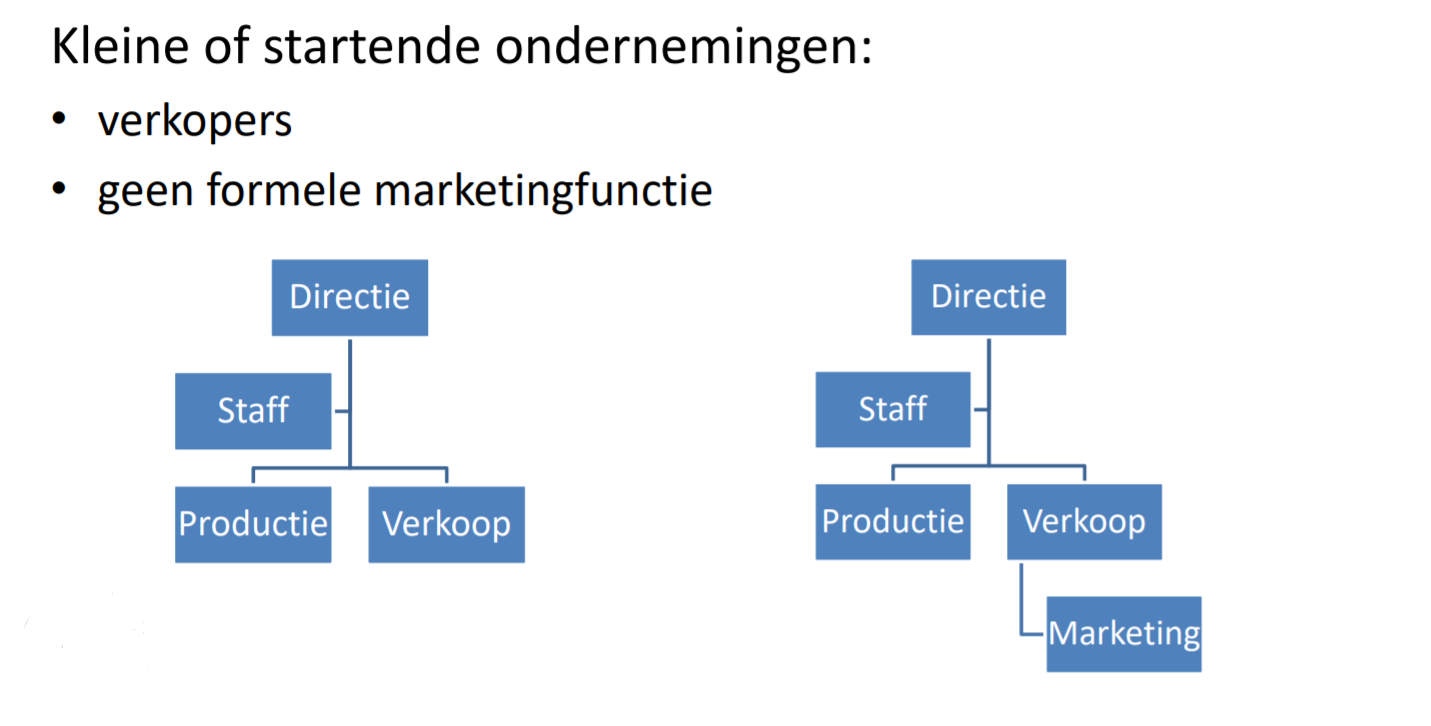 Kleine of startende ondernemingen:
• verkopers
• geen formele marketingfunctie
Directie
Staff
Productie Verkoop
Directie
Staff
Productie Verkoop
Marketing